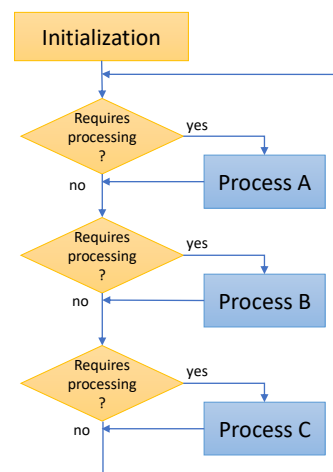 Initialization
Requires
processing
?
yes
no
Process A
Requires
processing
?
yes
no
Process B
Requires
processing
?
yes
no
Process C